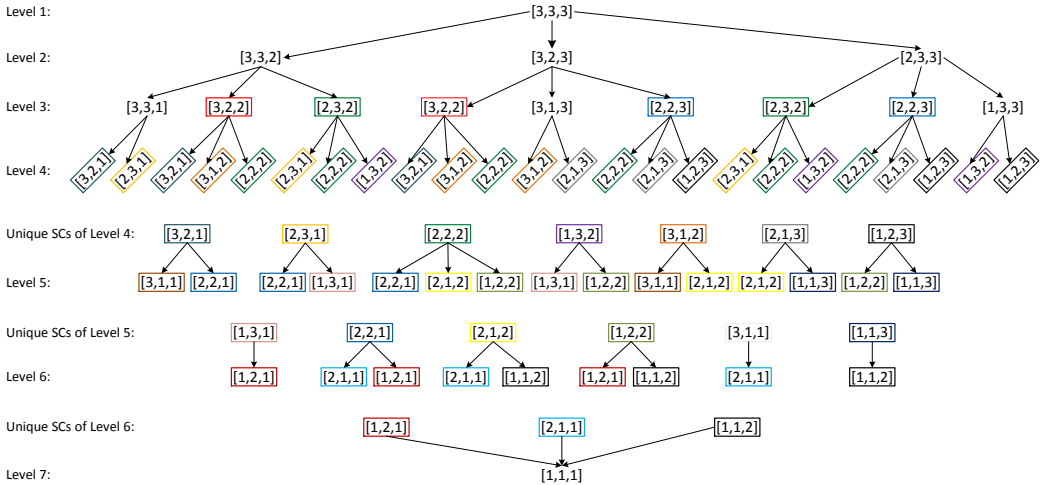 Level 1: [3,3,3]
Level 2: [3,3,2] [3,2,3] [2,3,3]
Level 3: [3,3,1] [3,2,2] [2,3,2] [3,2,2] [3,1,3] [2,2,3] [2,3,2] [2,2,3] [1,3,3]
Level 4: [3,2,1] [2,3,1] [3,2,1] [3,1,2] [2,2,2] [2,3,1] [2,2,2] [1,3,2] [3,2,1] [3,1,2] [2,2,2] [3,1,2] [2,1,3] [2,2,2] [2,1,3] [1,2,3] [2,3,1] [2,2,2] [1,3,2] [2,2,2] [2,1,3] [1,2,3] [1,3,2] [1,2,3]
Unique SCs of Level 4: [3,2,1] [2,3,1] [2,2,2] [1,3,2] [3,1,2] [2,1,3] [1,2,3]
Level 5: [3,1,1] [2,2,1] [2,2,1] [1,3,1] [2,2,1] [2,1,2] [1,2,2] [1,3,1] [1,2,2] [3,1,1] [2,1,2] [2,1,2] [1,1,3] [1,2,2] [1,1,3]
Unique SCs of Level 5: [1,3,1] [2,2,1] [2,1,2] [1,2,2] [3,1,1] [1,1,3]
Level 6: [1,2,1] [2,1,1] [1,2,1] [2,1,1] [1,1,2] [1,2,1] [1,1,2] [2,1,1] [1,1,2]
Unique SCs of Level 6: [1,2,1] [2,1,1] [1,1,2]
Level 7: [1,1,1]